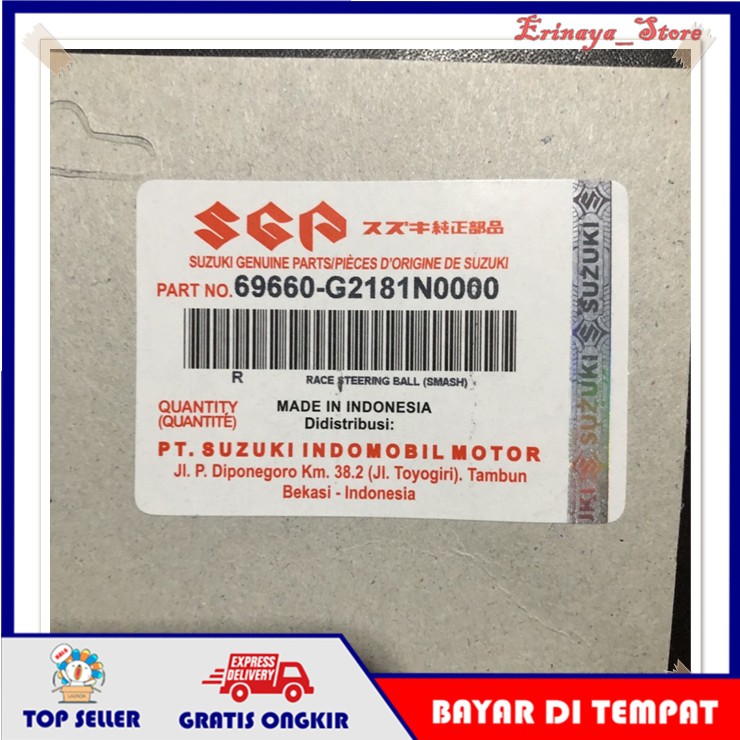 Erinaya_Store
SGP スズキ純正部品
SUZUKI GENUINE PARTS/PIÈCES D'ORIGINE DE SUZUKI
PART NO. 69660-G2181N0000
R RACE STEERING BALL (SMASH)
QUANTITY MADE IN INDONESIA
(QUANTITÉ) Didistribusi:
PT. SUZUKI INDOMOBIL MOTOR
Jl. P. Diponegoro Km. 38.2 (Jl. Toyogiri). Tambun
Bekasi - Indonesia
SUZUKI
SUZUKI
UKI
TOP SELLER
EXPRESS
DELIVERY
GRATIS ONGKIR
BAYAR DI TEMPAT